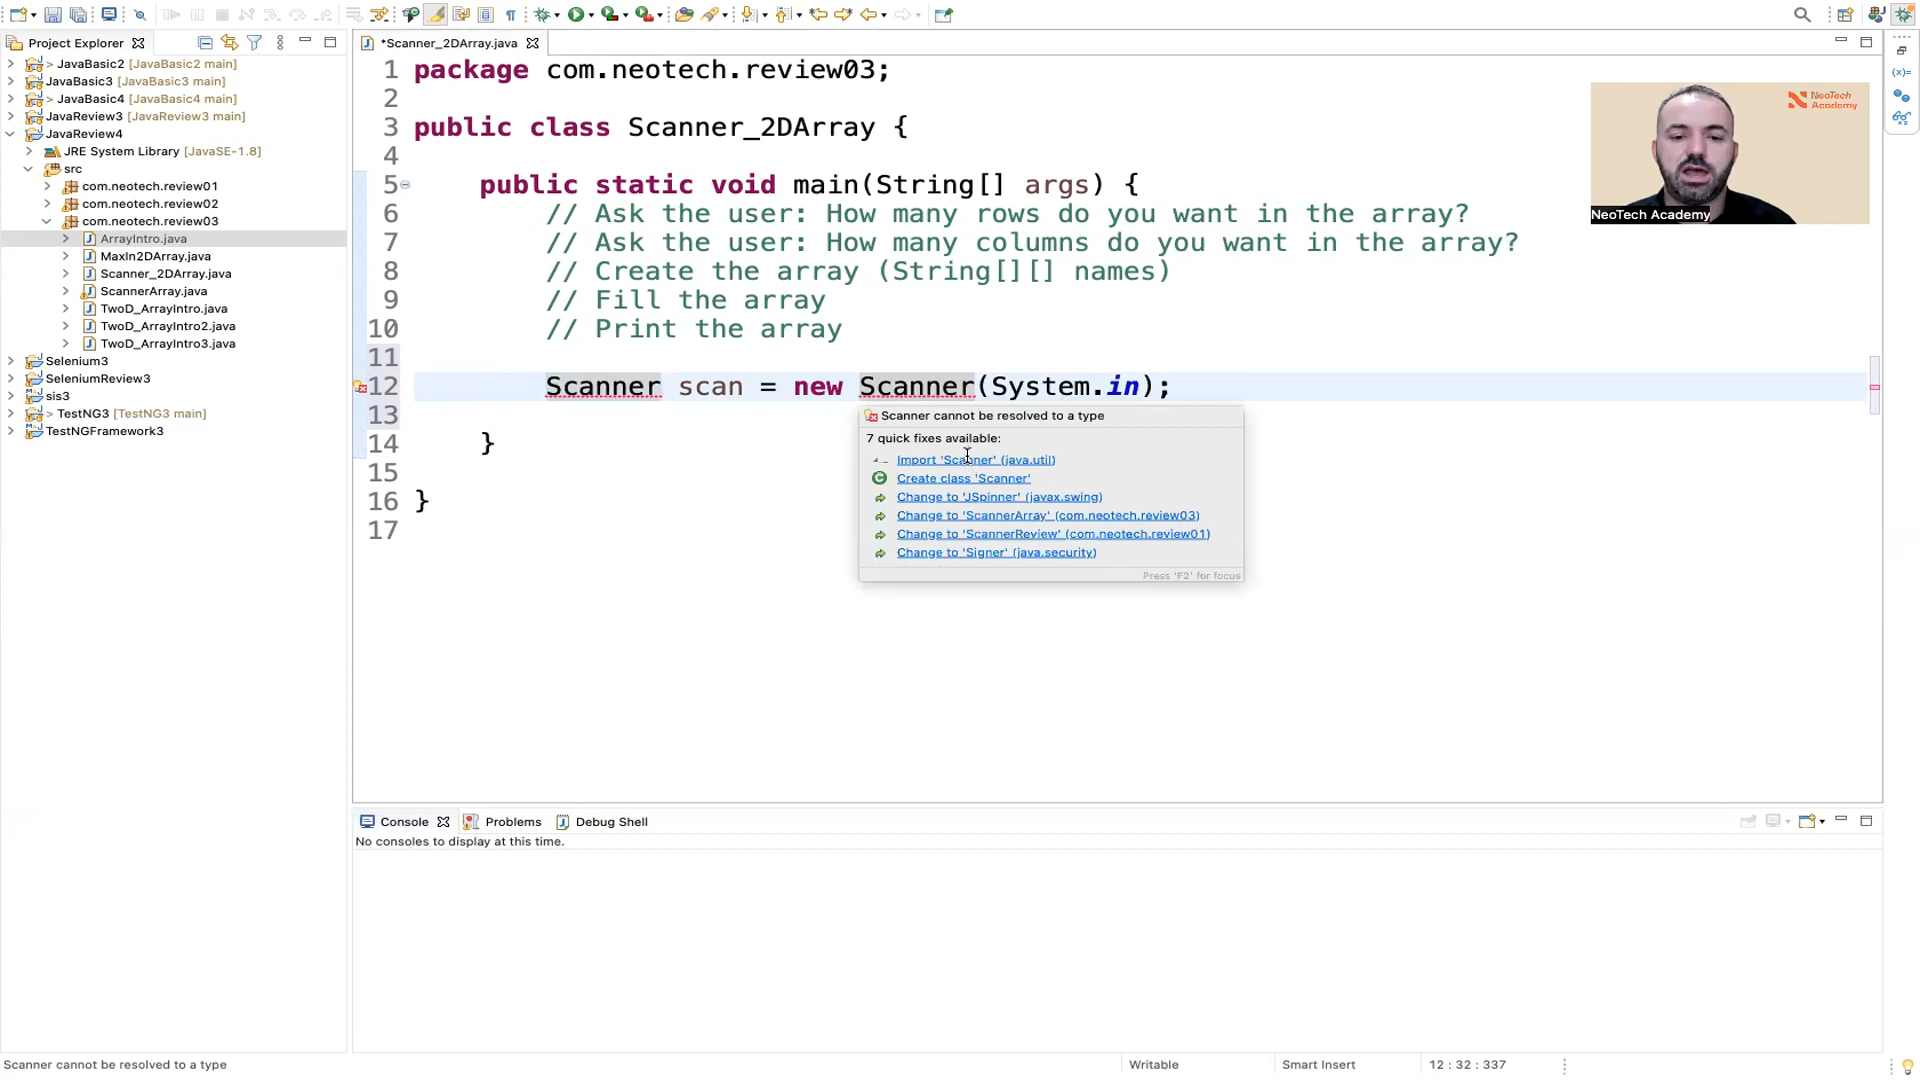 Project Explorer
*Scanner_2DArray.java
> JavaBasic2 [JavaBasic2 main]
JavaBasic3 [JavaBasic3 main]
> JavaBasic4 [JavaBasic4 main]
JavaReview3 [JavaReview3 main]
JavaReview4
JRE System Library [JavaSE-1.8]
src
com.neotech.review01
com.neotech.review02
com.neotech.review03
ArrayIntro.java
MaxIn2DArray.java
Scanner_2DArray.java
ScannerArray.java
TwoD_ArrayIntro.java
TwoD_ArrayIntro2.java
TwoD_ArrayIntro3.java
Selenium3
SeleniumReview3
sis3
> TestNG3 [TestNG3 main]
TestNGFramework3
1 package com.neotech.review03;
2
3 public class Scanner_2DArray {
4
5 public static void main(String[] args) {
6 // Ask the user: How many rows do you want in the array?
7 // Ask the user: How many columns do you want in the array?
8 // Create the array (String[][] names)
9 // Fill the array
10 // Print the array
11
12 Scanner scan = new Scanner(System.in);
13
14 }
15
16 }
17
Scanner cannot be resolved to a type
7 quick fixes available:
Import 'Scanner' (java.util)
Create class 'Scanner'
Change to 'JSpinner' (javax.swing)
Change to 'ScannerArray' (com.neotech.review03)
Change to 'ScannerReview' (com.neotech.review01)
Change to 'Signer' (java.security)
Press 'F2' for focus
NeoTech
Academy
NeoTech Academy
Console
Problems
Debug Shell
No consoles to display at this time.
Scanner cannot be resolved to a type
Writable
Smart Insert
12 : 32 : 337